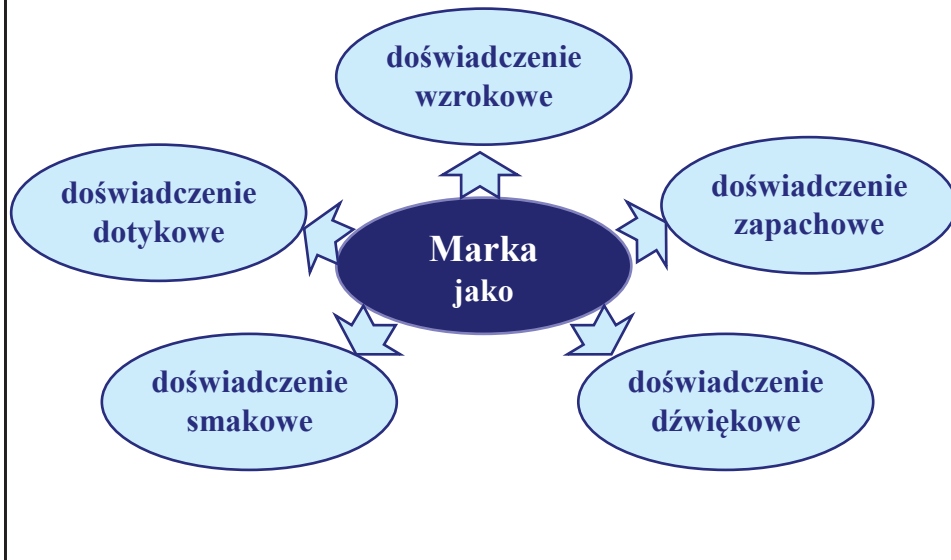 doświadczenie
wzrokowe
doświadczenie
dotykowe
doświadczenie
zapachowe
Marka
jako
doświadczenie
smakowe
doświadczenie
dźwiękowe